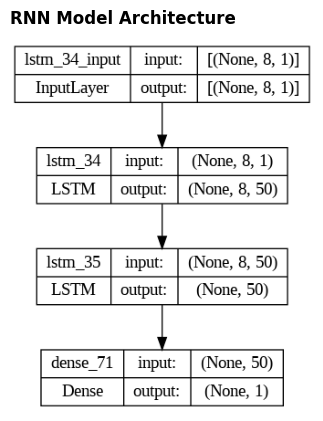 RNN Model Architecture
lstm_34_input input: [(None, 8, 1)]
InputLayer output: [(None, 8, 1)]
lstm_34 input: (None, 8, 1)
LSTM output: (None, 8, 50)
lstm_35 input: (None, 8, 50)
LSTM output: (None, 50)
dense_71 input: (None, 50)
Dense output: (None, 1)